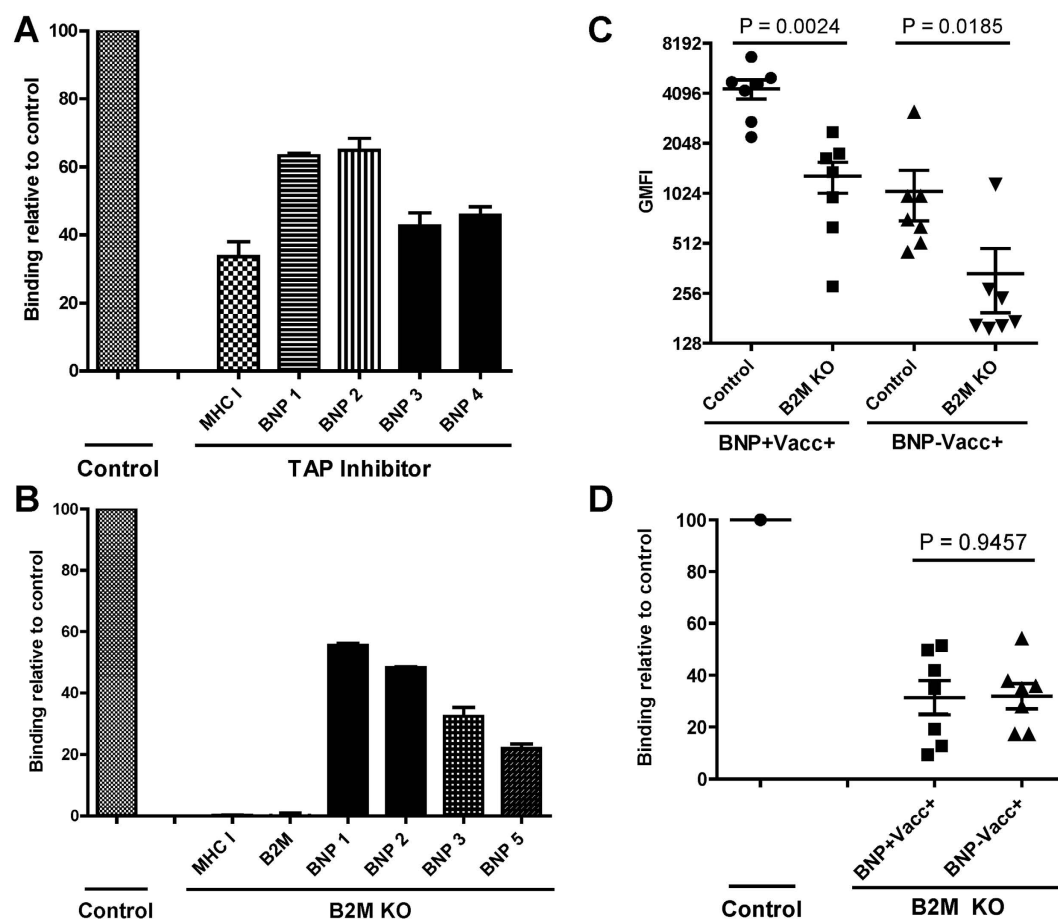 A
Binding relative to control
100
80
60
40
20
0
MHC I
BNP 1
BNP 2
BNP 3
BNP 4
Control
TAP Inhibitor
B
Binding relative to control
100
80
60
40
20
0
MHC I
B2M
BNP 1
BNP 2
BNP 3
BNP 5
Control
B2M KO
C
P = 0.0024 P = 0.0185
GMFI
8192
4096
2048
1024
512
256
128
Control
B2M KO
Control
B2M KO
BNP+Vacc+ BNP-Vacc+
D
P = 0.9457
Binding relative to control
100
80
60
40
20
0
BNP+Vacc+
BNP-Vacc+
Control
B2M KO